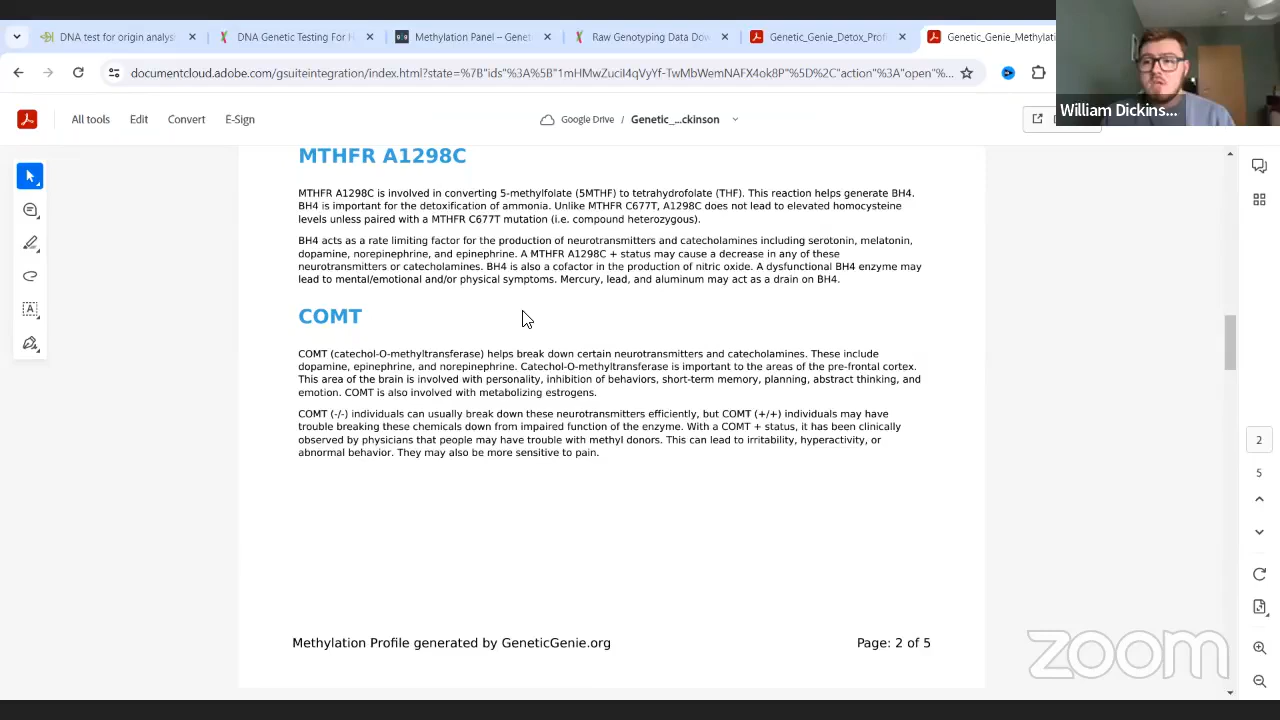 DNA test for origin analys
DNA Genetic Testing For H
Methylation Panel – Genet
Raw Genotyping Data Dow
Genetic_Genie_Detox_Profi
Genetic_Genie_Methylati
documentcloud.adobe.com/gsuiteintegration/index.html?state=%7B"ids"%3A%5B"1mHMwZuciI4qVyYf-TwMbWemNAFX4ok8P"%5D%2C"action"%3A"open"%...
William Dickins...
All tools
Edit
Convert
E-Sign
Google Drive / Genetic_...ckinson
MTHFR A1298C
MTHFR A1298C is involved in converting 5-methylfolate (5MTHF) to tetrahydrofolate (THF). This reaction helps generate BH4.
BH4 is important for the detoxification of ammonia. Unlike MTHFR C677T, A1298C does not lead to elevated homocysteine
levels unless paired with a MTHFR C677T mutation (i.e. compound heterozygous).
BH4 acts as a rate limiting factor for the production of neurotransmitters and catecholamines including serotonin, melatonin,
dopamine, norepinephrine, and epinephrine. A MTHFR A1298C + status may cause a decrease in any of these
neurotransmitters or catecholamines. BH4 is also a cofactor in the production of nitric oxide. A dysfunctional BH4 enzyme may
lead to mental/emotional and/or physical symptoms. Mercury, lead, and aluminum may act as a drain on BH4.
COMT
COMT (catechol-O-methyltransferase) helps break down certain neurotransmitters and catecholamines. These include
dopamine, epinephrine, and norepinephrine. Catechol-O-methyltransferase is important to the areas of the pre-frontal cortex.
This area of the brain is involved with personality, inhibition of behaviors, short-term memory, planning, abstract thinking, and
emotion. COMT is also involved with metabolizing estrogens.
COMT (-/-) individuals can usually break down these neurotransmitters efficiently, but COMT (+/+) individuals may have
trouble breaking these chemicals down from impaired function of the enzyme. With a COMT + status, it has been clinically
observed by physicians that people may have trouble with methyl donors. This can lead to irritability, hyperactivity, or
abnormal behavior. They may also be more sensitive to pain.
2
5
Methylation Profile generated by GeneticGenie.org
Page: 2 of 5
zoom